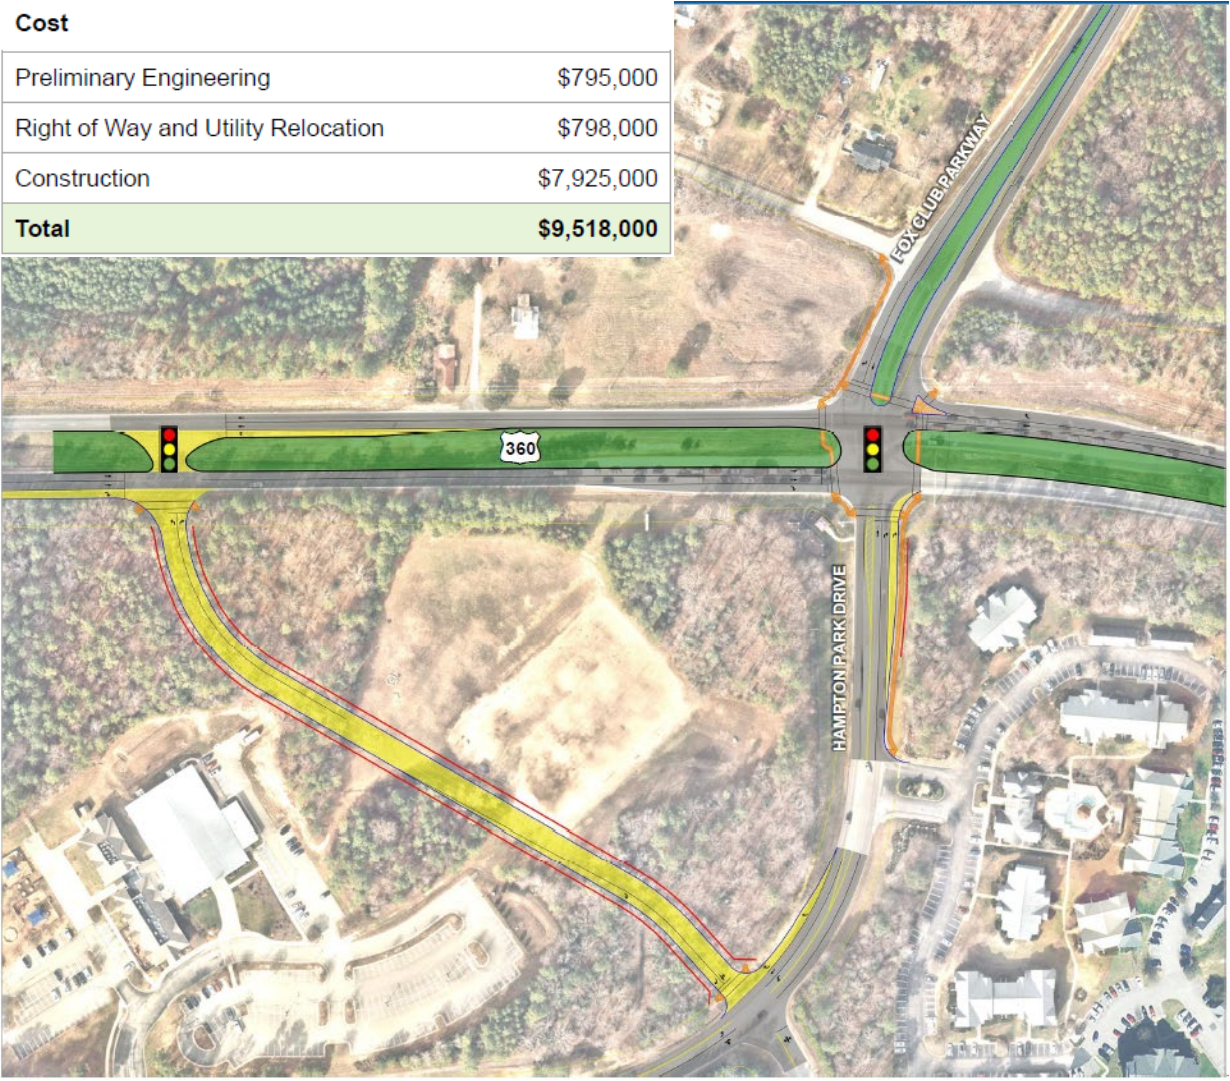 Cost
Preliminary Engineering $795,000
Right of Way and Utility Relocation $798,000
Construction $7,925,000
Total $9,518,000
FOX CLUB PARKWAY
360
HAMPTON PARK DRIVE